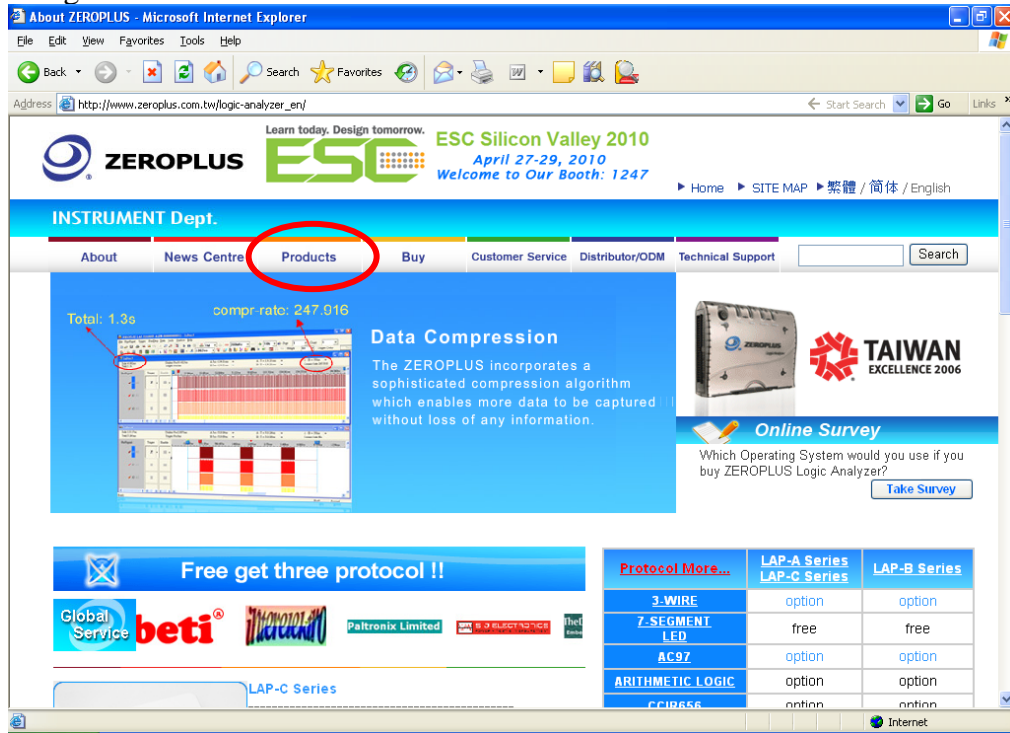 About ZEROPLUS - Microsoft Internet Explorer
File Edit View Favorites Tools Help
Back Search Favorites
Address http://www.zeroplus.com.tw/logic-analyzer_en/ Start Search Go Links »
ZEROPLUS
Learn today. Design tomorrow.
ESC
ESC Silicon Valley 2010
April 27-29, 2010
Welcome to Our Booth: 1247
Home SITE MAP 繁體 / 简体 / English
INSTRUMENT Dept.
About News Centre Products Buy Customer Service Distributor/ODM Technical Support Search
Total: 1.3s
compr-rate: 247.916
Data Compression
The ZEROPLUS incorporates a
sophisticated compression algorithm
which enables more data to be captured
without loss of any information.
ZEROPLUS
TAIWAN
EXCELLENCE 2006
Online Survey
Which Operating System would you use if you
buy ZEROPLUS Logic Analyzer?
Take Survey
Free get three protocol !!
Global
Service
beti®
Paltronix Limited
Protocol More... LAP-A Series LAP-C Series LAP-B Series
3-WIRE option option
7-SEGMENT LED free free
AC97 option option
ARITHMETIC LOGIC option option
CCIR656 option option
LAP-C Series
Internet